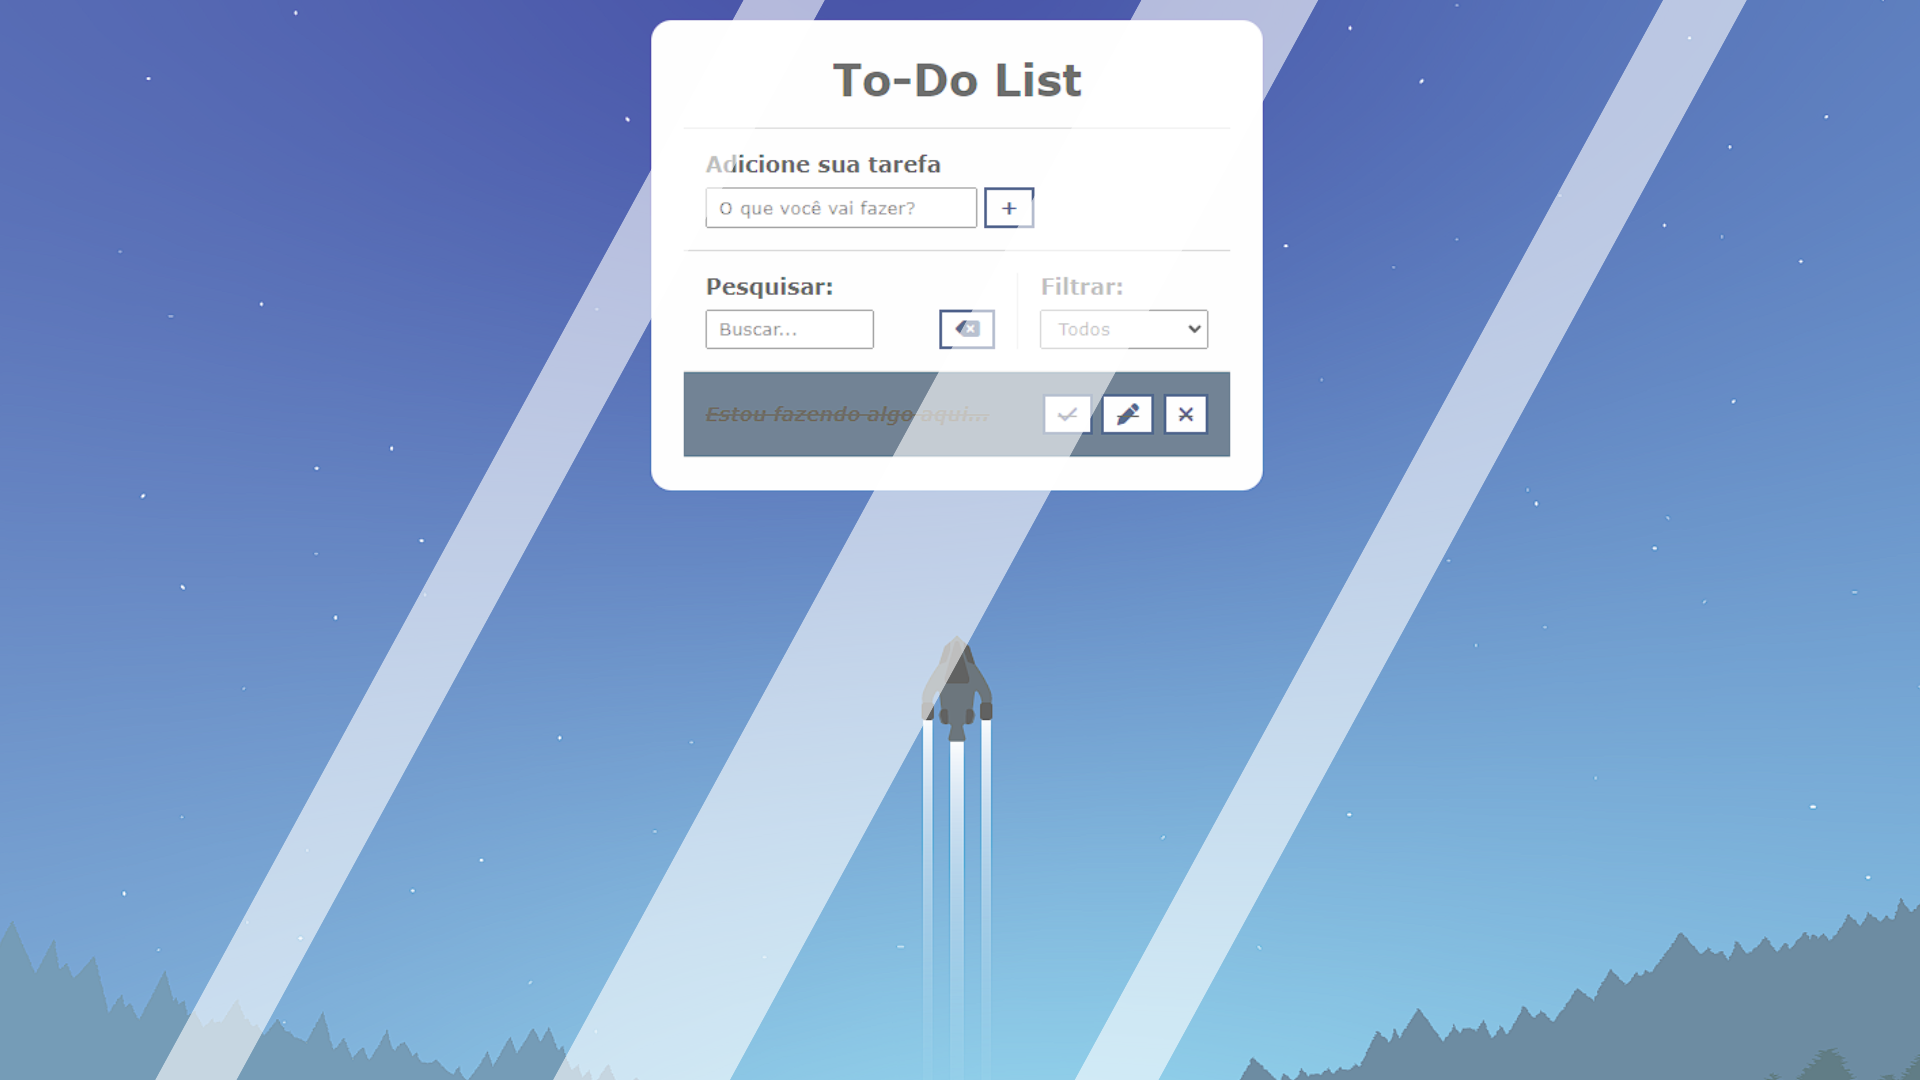 To-Do List
Adicione sua tarefa
O que você vai fazer?
+
Pesquisar:
Filtrar:
Buscar...
Todos
Estou fazendo algo aqui...